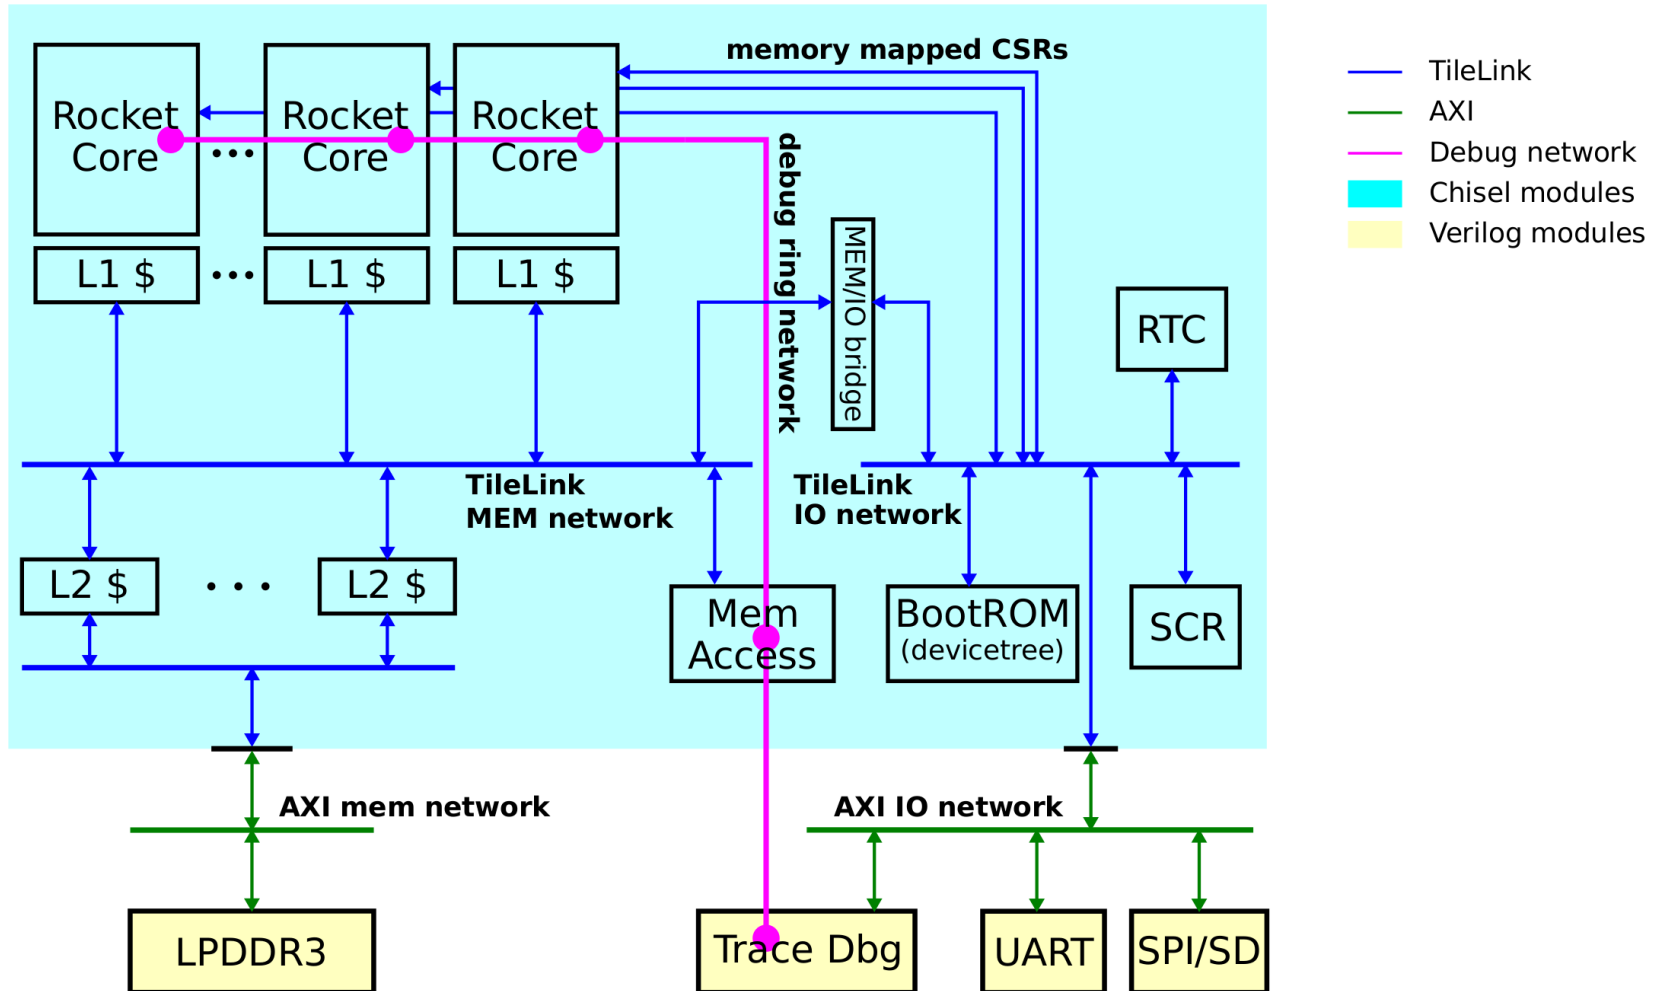 memory mapped CSRs
Rocket
Core
...
Rocket
Core
Rocket
Core
L1 $
...
L1 $
L1 $
debug ring network
MEM/IO bridge
RTC
TileLink
MEM network
TileLink
IO network
L2 $
. . .
L2 $
Mem
Access
BootROM
(devicetree)
SCR
AXI mem network
AXI IO network
LPDDR3
Trace Dbg
UART
SPI/SD
TileLink
AXI
Debug network
Chisel modules
Verilog modules